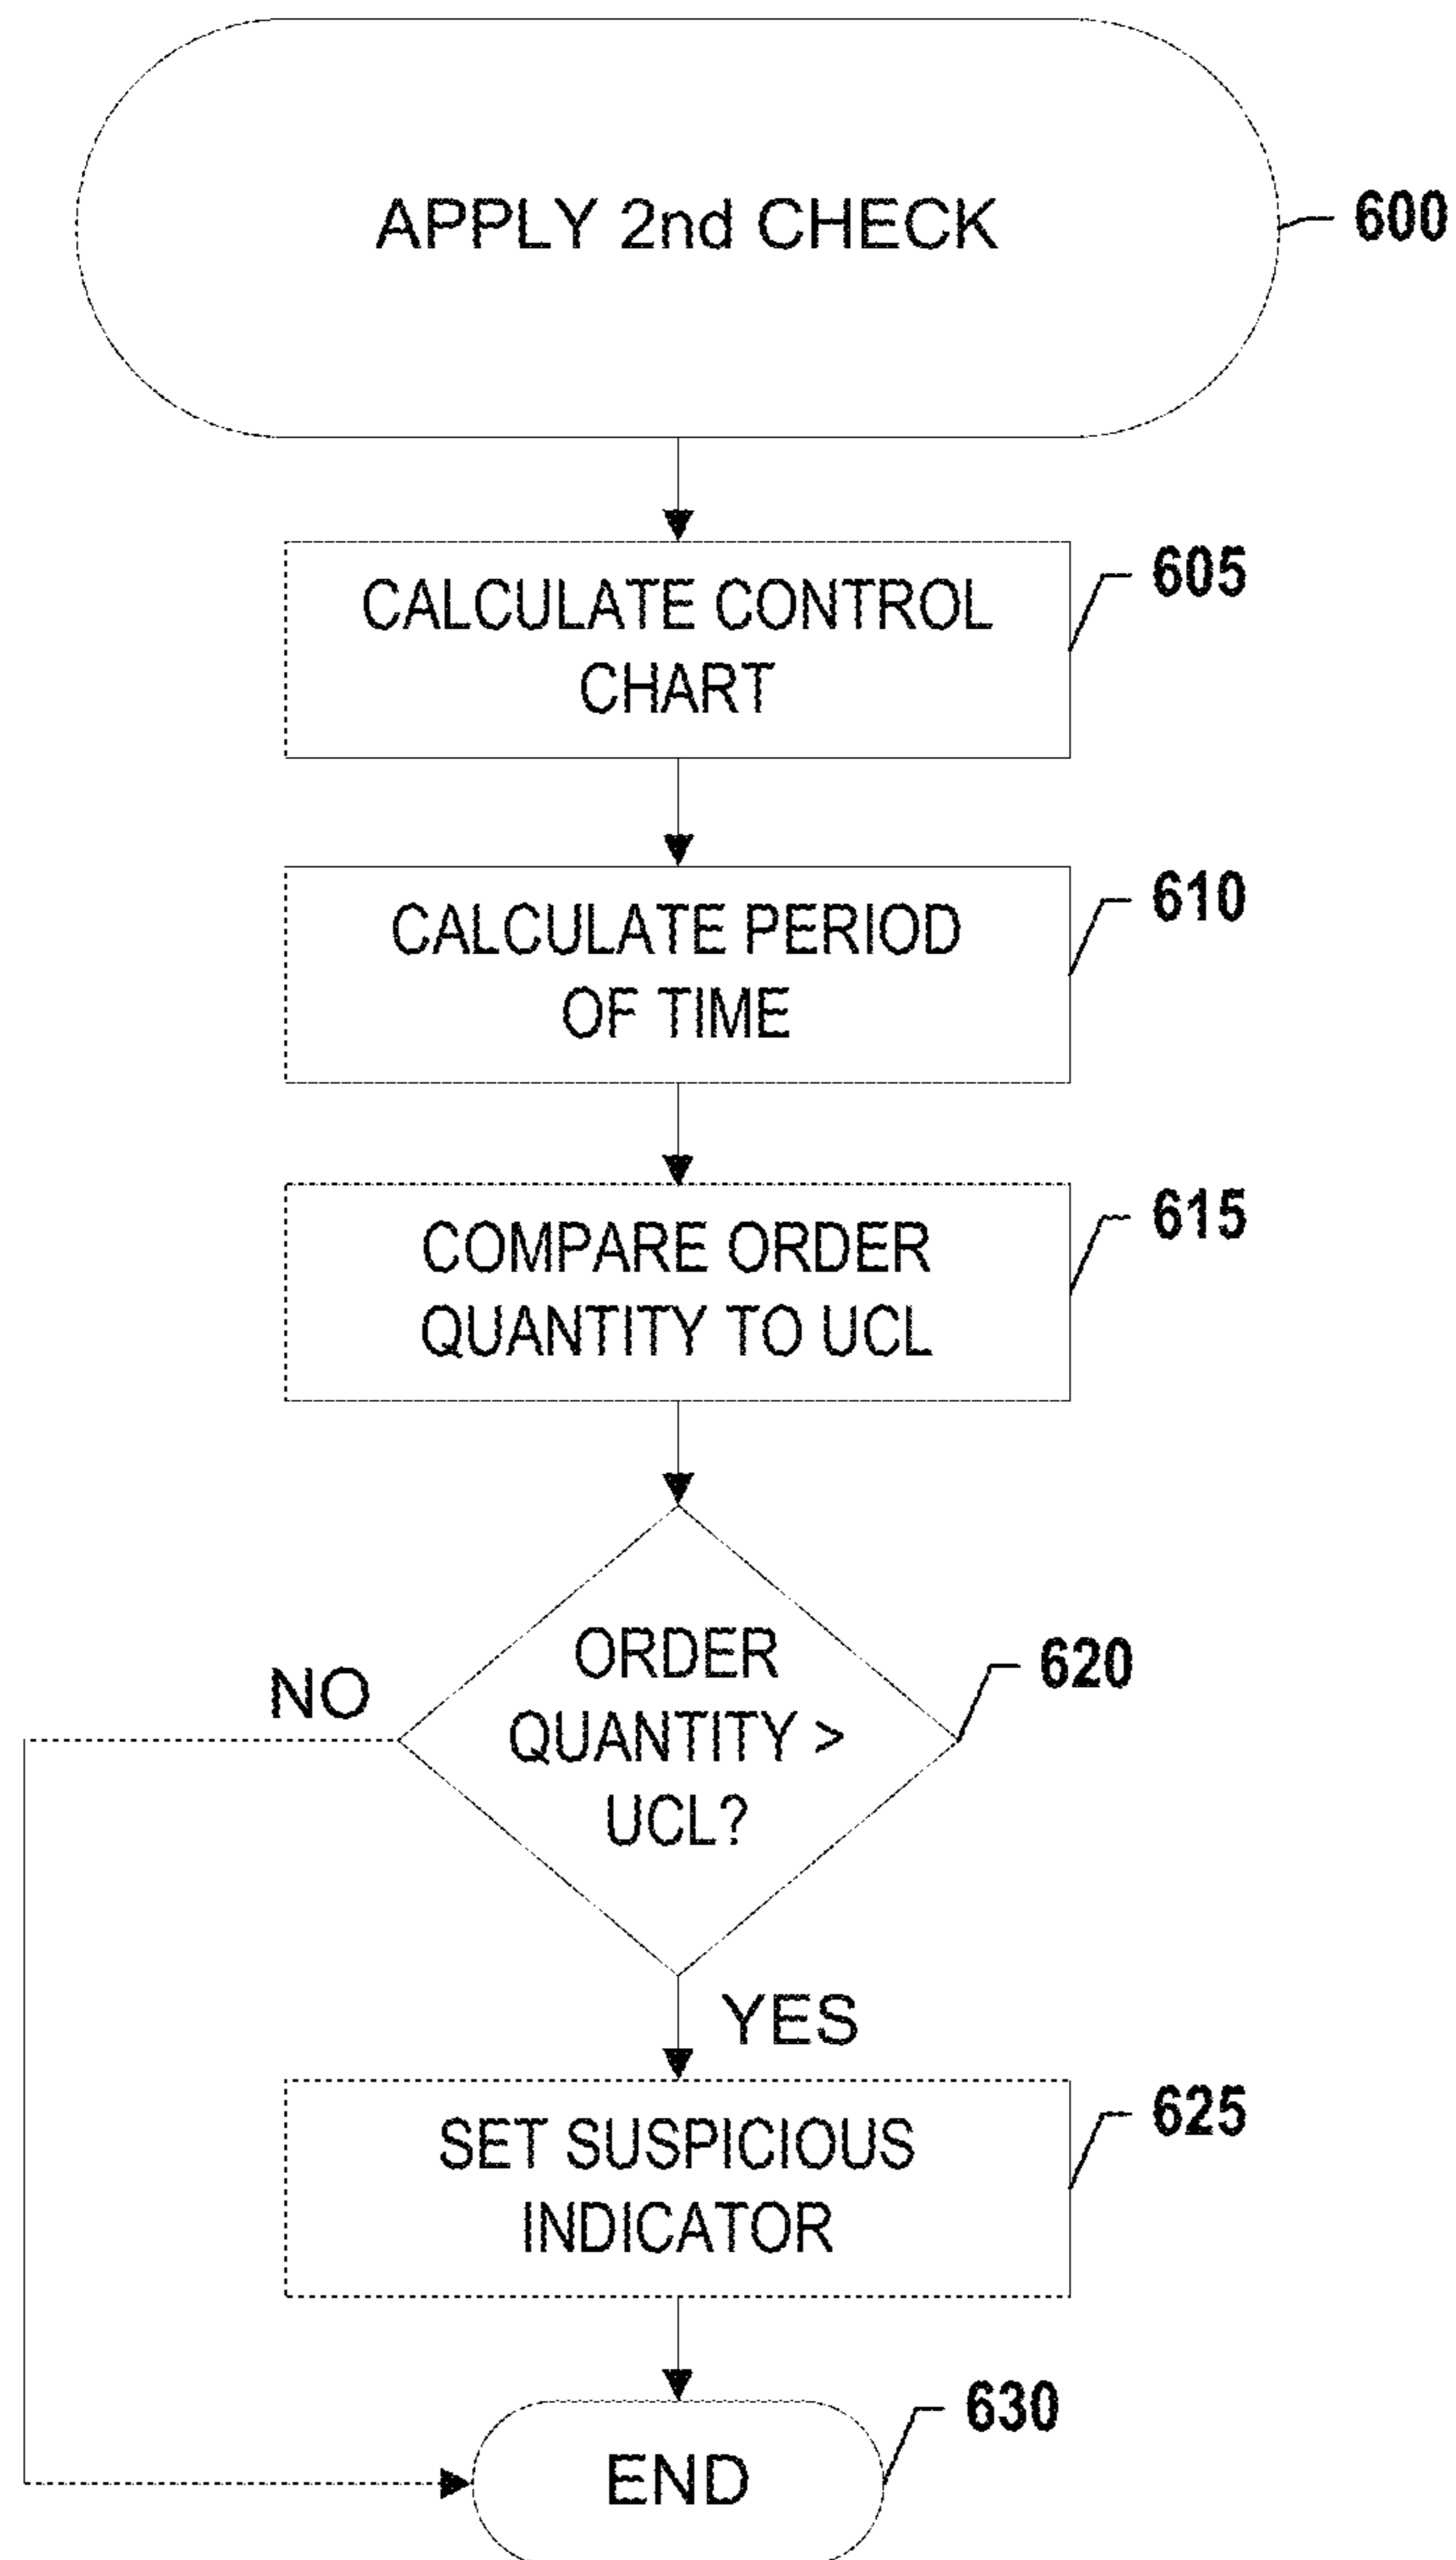 APPLY 2nd CHECK
600
CALCULATE CONTROL
CHART
605
CALCULATE PERIOD
OF TIME
610
COMPARE ORDER
QUANTITY TO UCL
615
ORDER
QUANTITY >
UCL?
620
NO
YES
SET SUSPICIOUS
INDICATOR
625
END
630